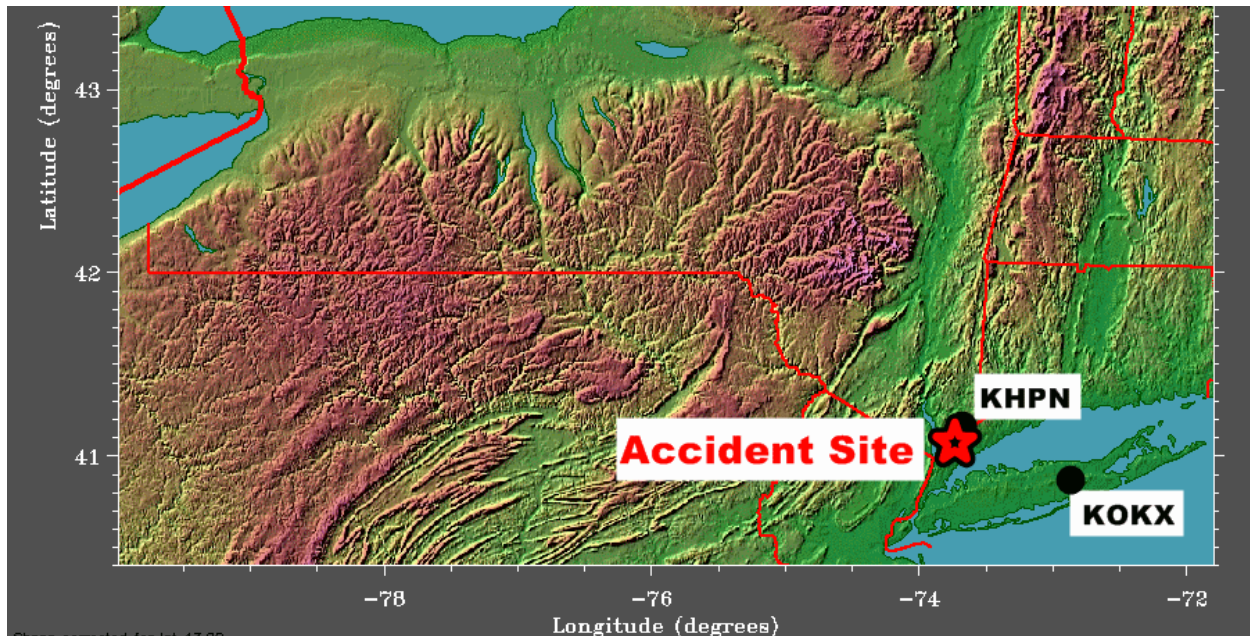 Latitude (degrees)
43
42
41
KHPN
Accident Site
KOKX
-78
-76
-74
-72
Longitude (degrees)